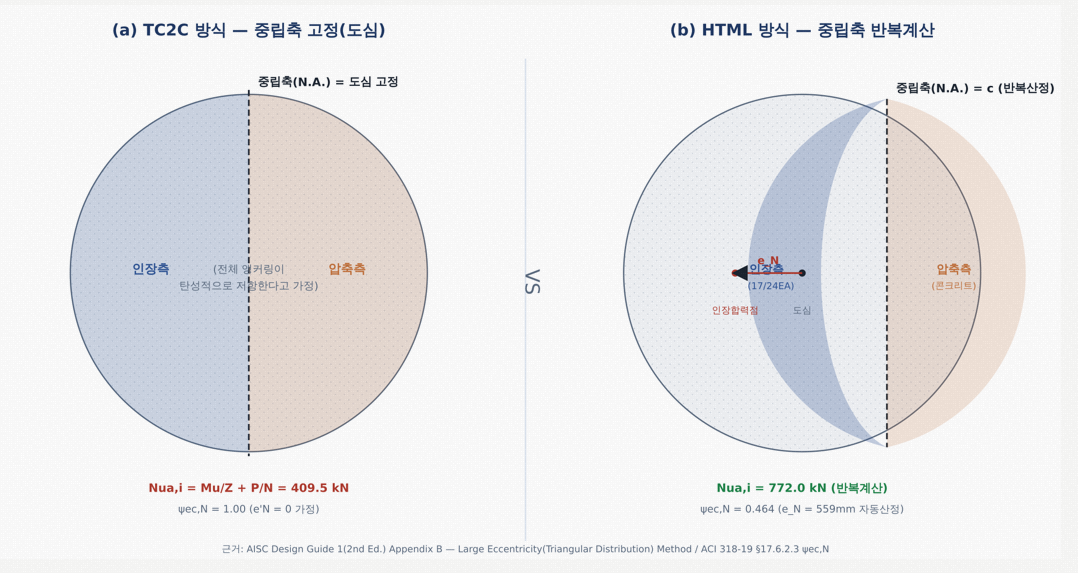 (a) TC2C 방식 — 중립축 고정(도심)
중립축(N.A.) = 도심 고정
인장측
(전체 앵커링이
탄성적으로 저항한다고 가정)
압축측
Nua,i = Mu/Z + P/N = 409.5 kN
ψec,N = 1.00 (e'N = 0 가정)
VS
(b) HTML 방식 — 중립축 반복계산
중립축(N.A.) = c (반복산정)
e_N
인장측
(17/24EA)
인장합력점
도심
압축측
(콘크리트)
Nua,i = 772.0 kN (반복계산)
ψec,N = 0.464 (e_N = 559mm 자동산정)
근거: AISC Design Guide 1(2nd Ed.) Appendix B — Large Eccentricity(Triangular Distribution) Method / ACI 318-19 §17.6.2.3 ψec,N